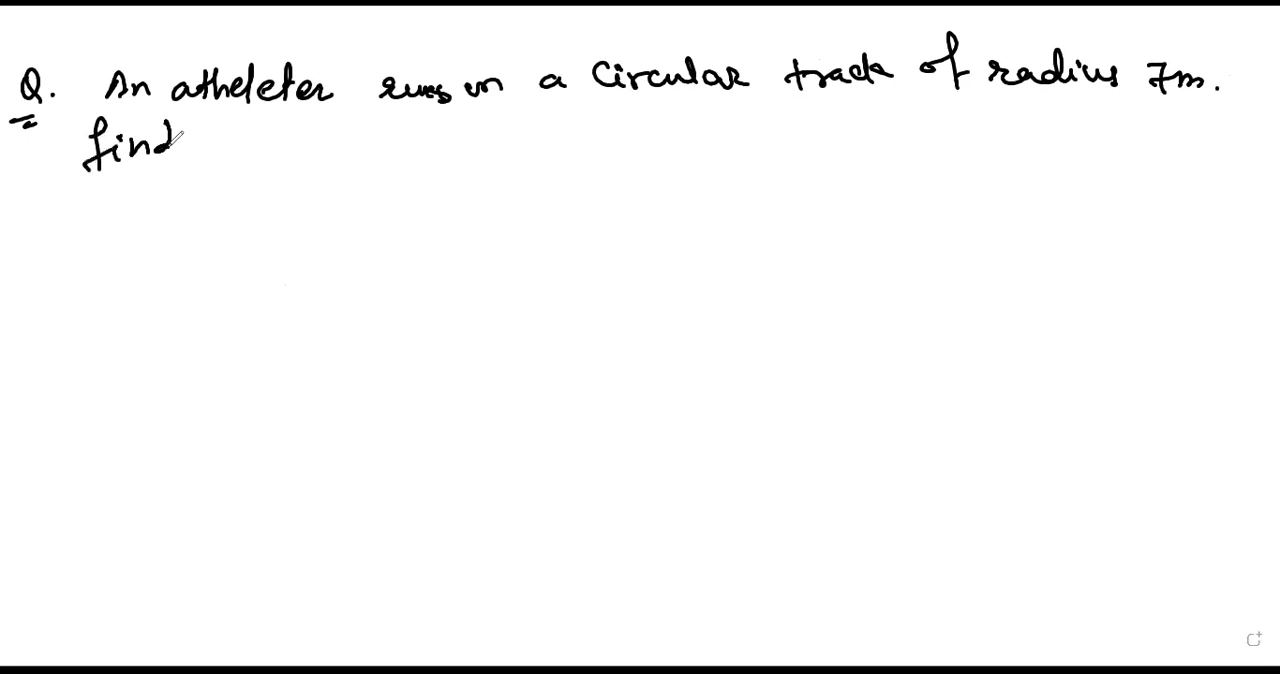 Q. An atheleter runs on a Circular track of radius 7m.
find